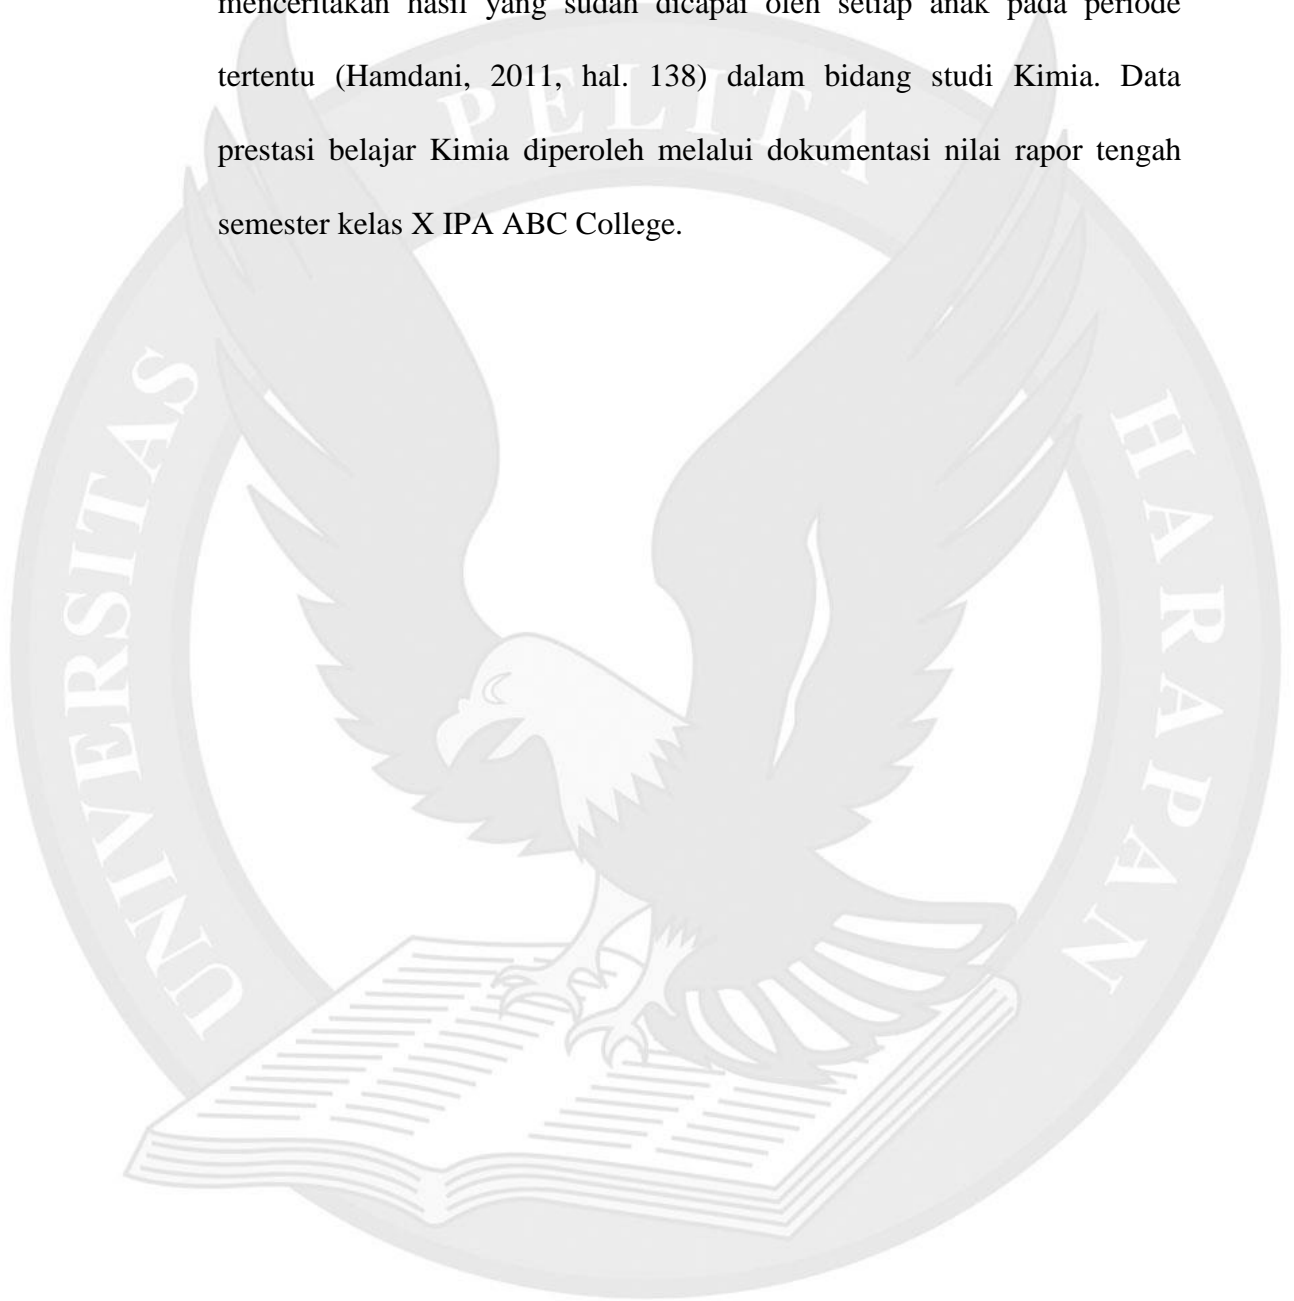 menceritakan hasil yang sudah dicapai oleh setiap anak pada periode
tertentu (Hamdani, 2011, hal. 138) dalam bidang studi Kimia. Data
prestasi belajar Kimia diperoleh melalui dokumentasi nilai rapor tengah
semester kelas X IPA ABC College.
UNIVERSITAS
PELITA
HARAPAN